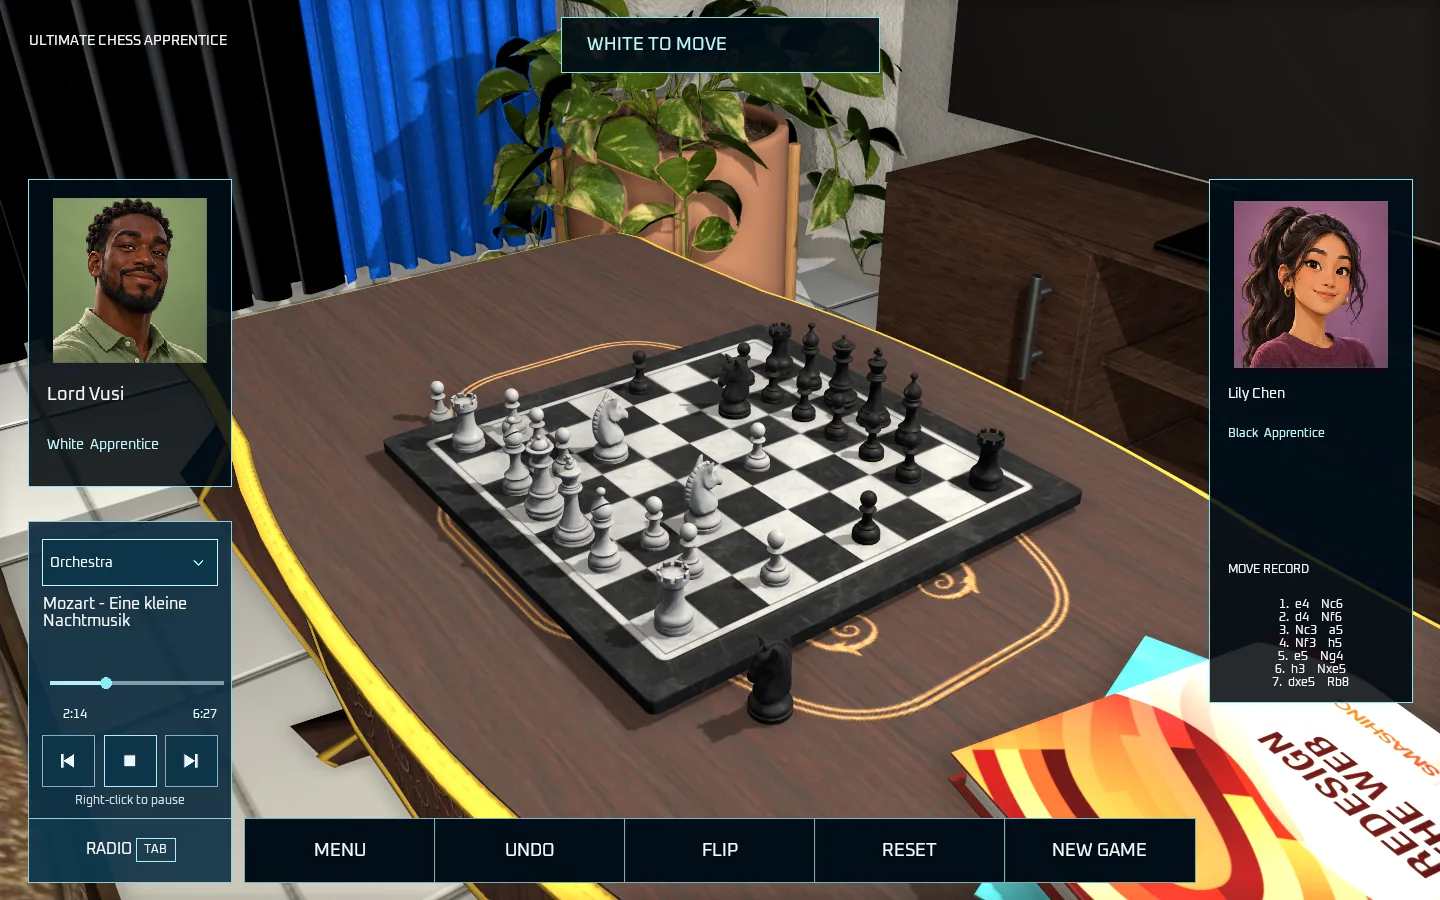 ULTIMATE CHESS APPRENTICE
WHITE TO MOVE
Lord Vusi
White Apprentice
Lily Chen
Black Apprentice
MOVE RECORD
1. e4 Nc6
2. d4 Nf6
3. Nc3 a5
4. Nf3 h5
5. e5 Ng4
6. h3 Nxe5
7. dxe5 Rb8
Orchestra
Mozart - Eine kleine
Nachtmusik
2:14 6:27
Right-click to pause
RADIO TAB
MENU UNDO FLIP RESET NEW GAME
SMASHING
REDESIGN
THE WEB